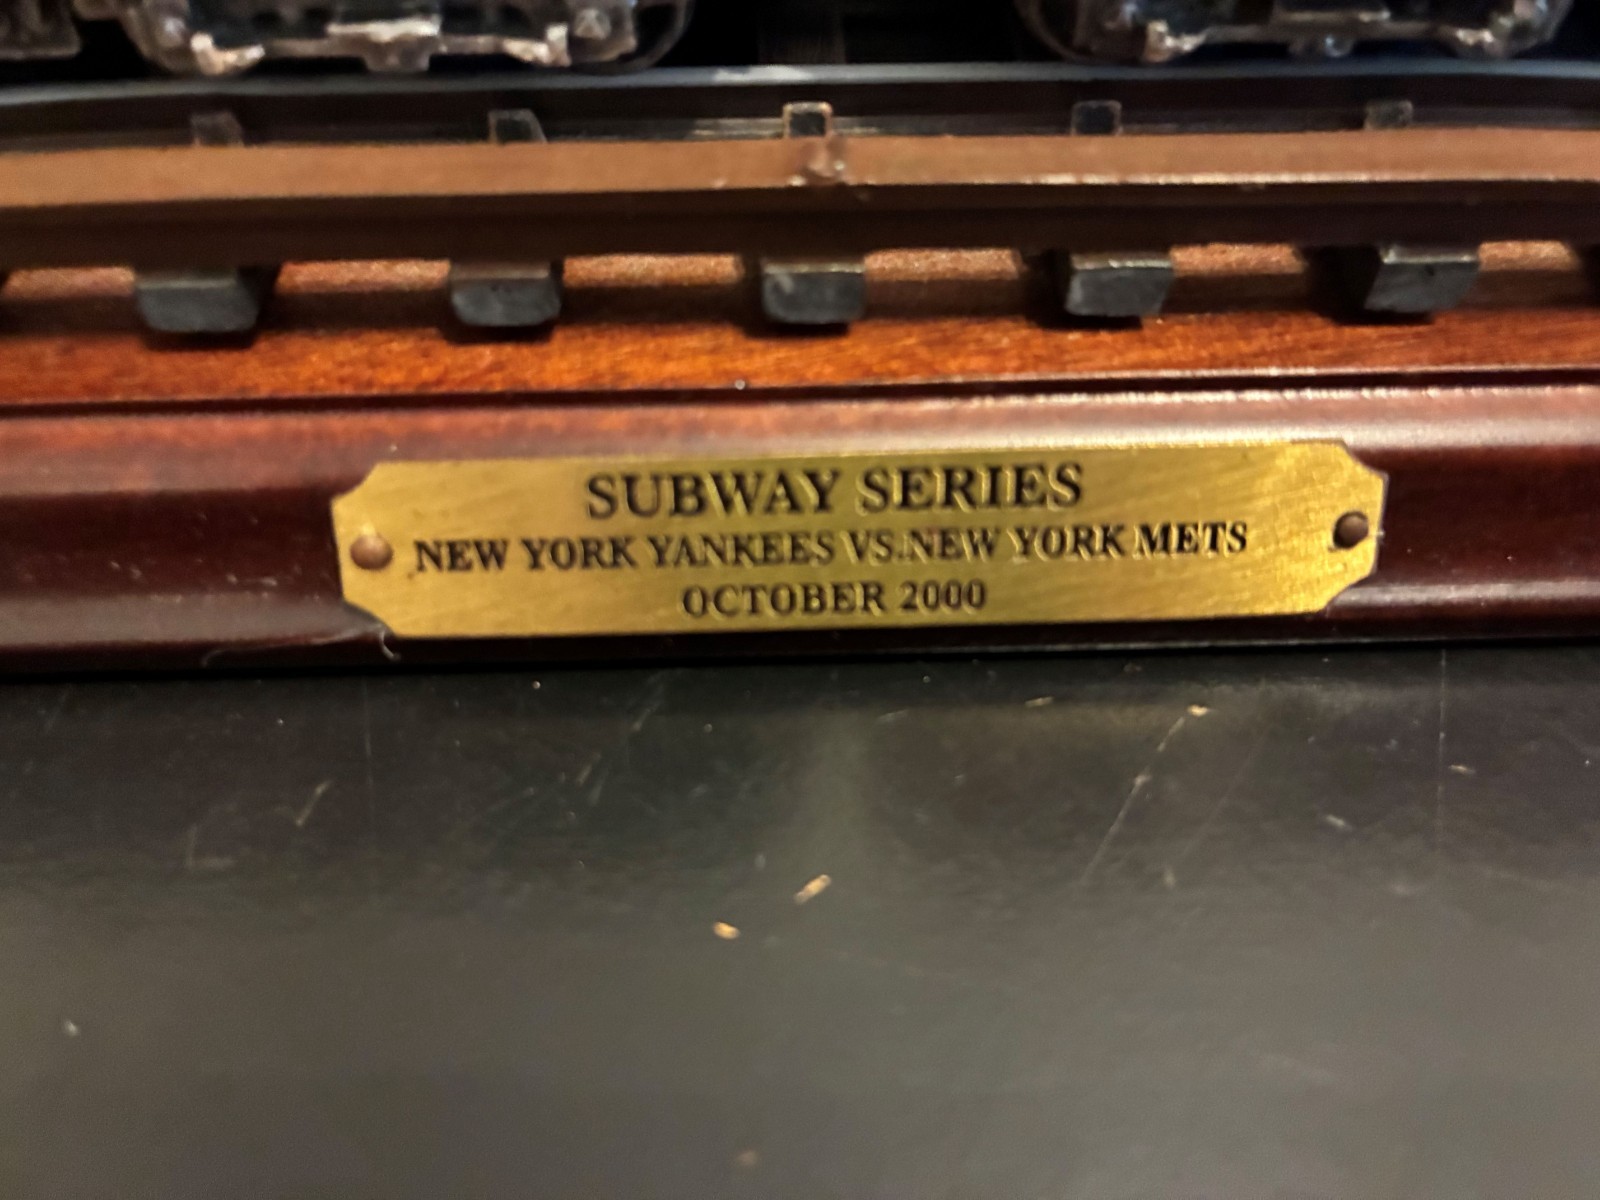 SUBWAY SERIES
NEW YORK YANKEES VS.NEW YORK METS
OCTOBER 2000